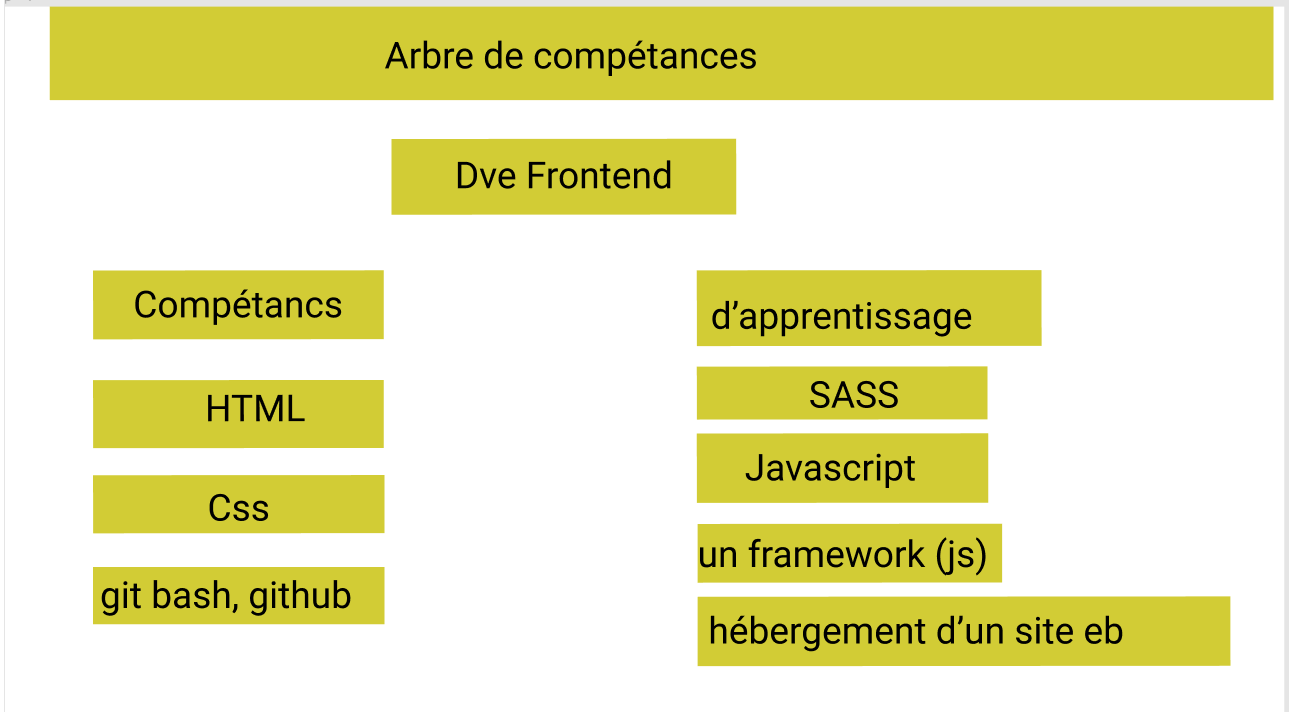 Arbre de compétances
Dve Frontend
Compétancs
HTML
Css
git bash, github
d’apprentissage
SASS
Javascript
un framework (js)
hébergement d’un site eb